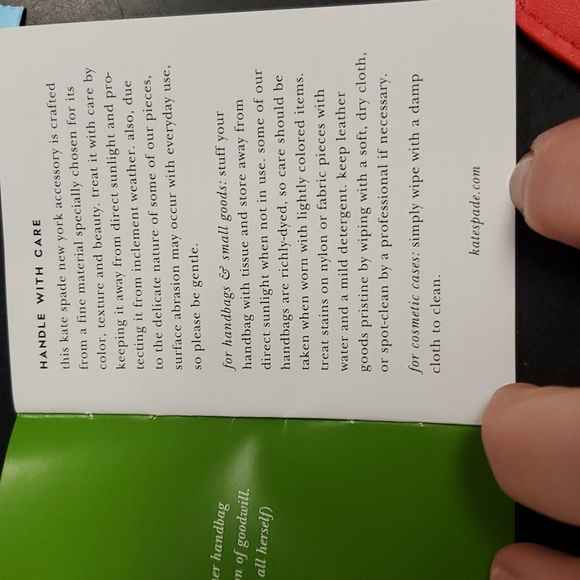 HANDLE WITH CARE
this kate spade new york accessory is crafted
from a fine material specially chosen for its
color, texture and beauty. treat it with care by
keeping it away from direct sunlight and pro-
tecting it from inclement weather. also, due
to the delicate nature of some of our pieces,
surface abrasion may occur with everyday use,
so please be gentle.
for handbags & small goods: stuff your
handbag with tissue and store away from
direct sunlight when not in use. some of our
handbags are richly-dyed, so care should be
taken when worn with lightly colored items.
treat stains on nylon or fabric pieces with
water and a mild detergent. keep leather
goods pristine by wiping with a soft, dry cloth,
or spot-clean by a professional if necessary.
for cosmetic cases: simply wipe with a damp
cloth to clean.
katespade.com
handbag
of goodwill.
all herself)